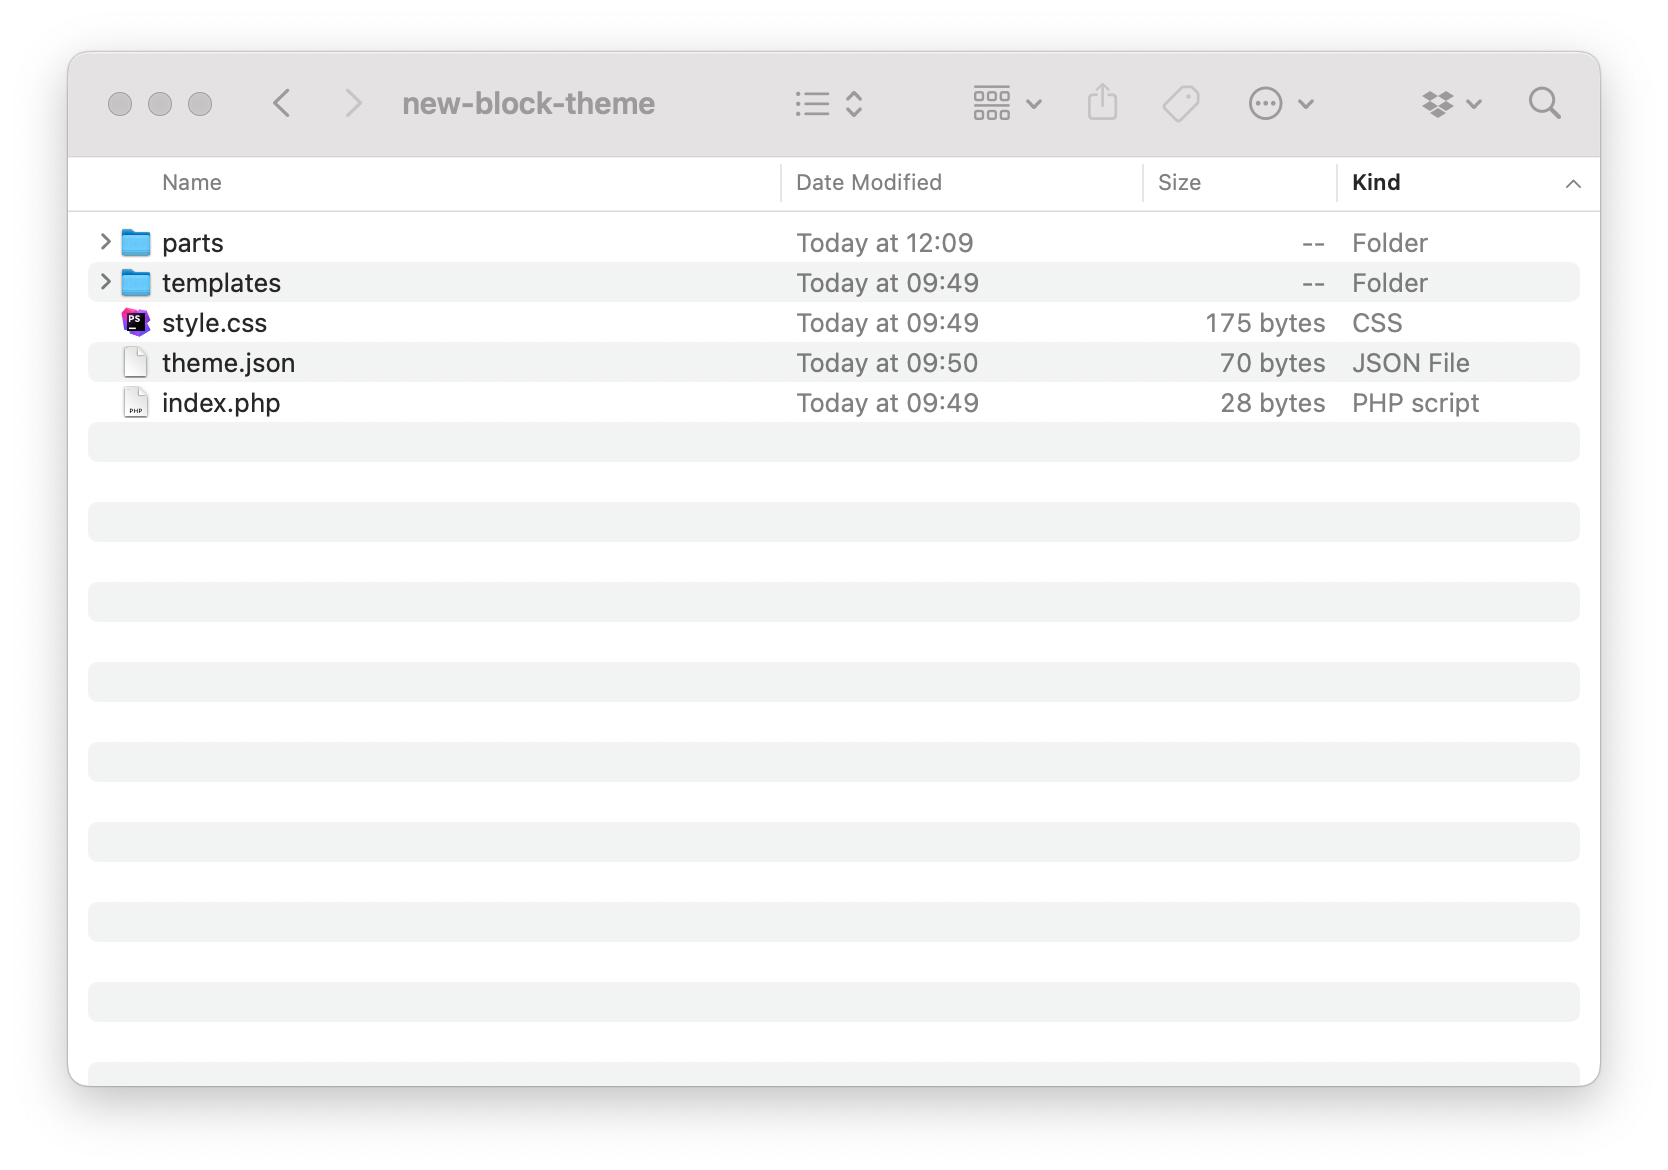 new-block-theme
Name Date Modified Size Kind
parts Today at 12:09 -- Folder
templates Today at 09:49 -- Folder
PS style.css Today at 09:49 175 bytes CSS
theme.json Today at 09:50 70 bytes JSON File
PHP index.php Today at 09:49 28 bytes PHP script